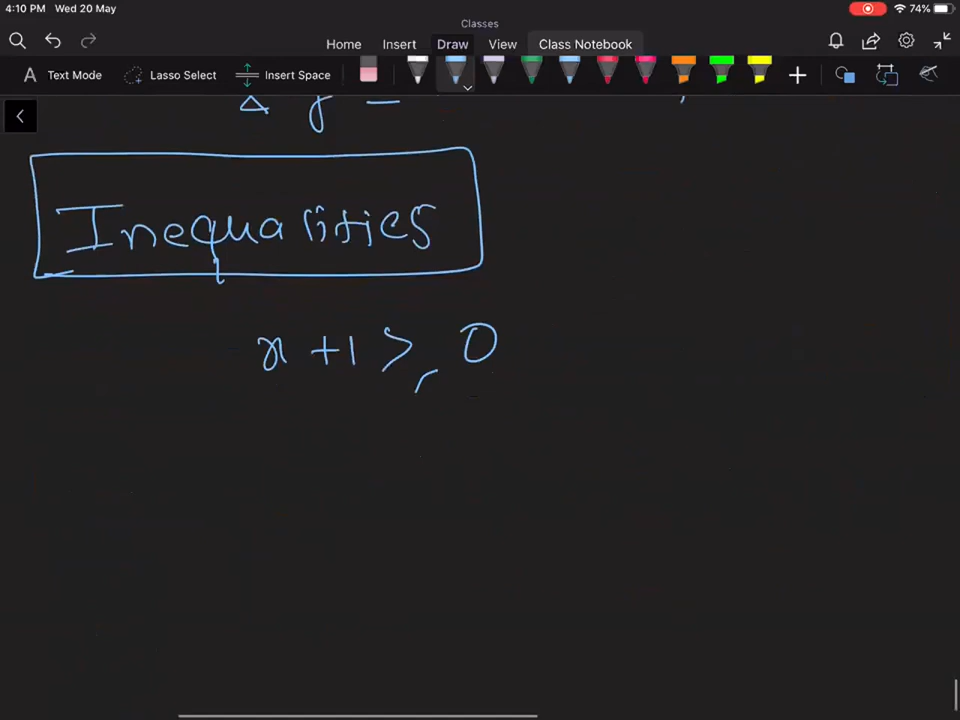 4:10 PM Wed 20 May
74%
Classes
Home Insert Draw View Class Notebook
Text Mode Lasso Select Insert Space
Inequalities
x + 1 ≥ 0